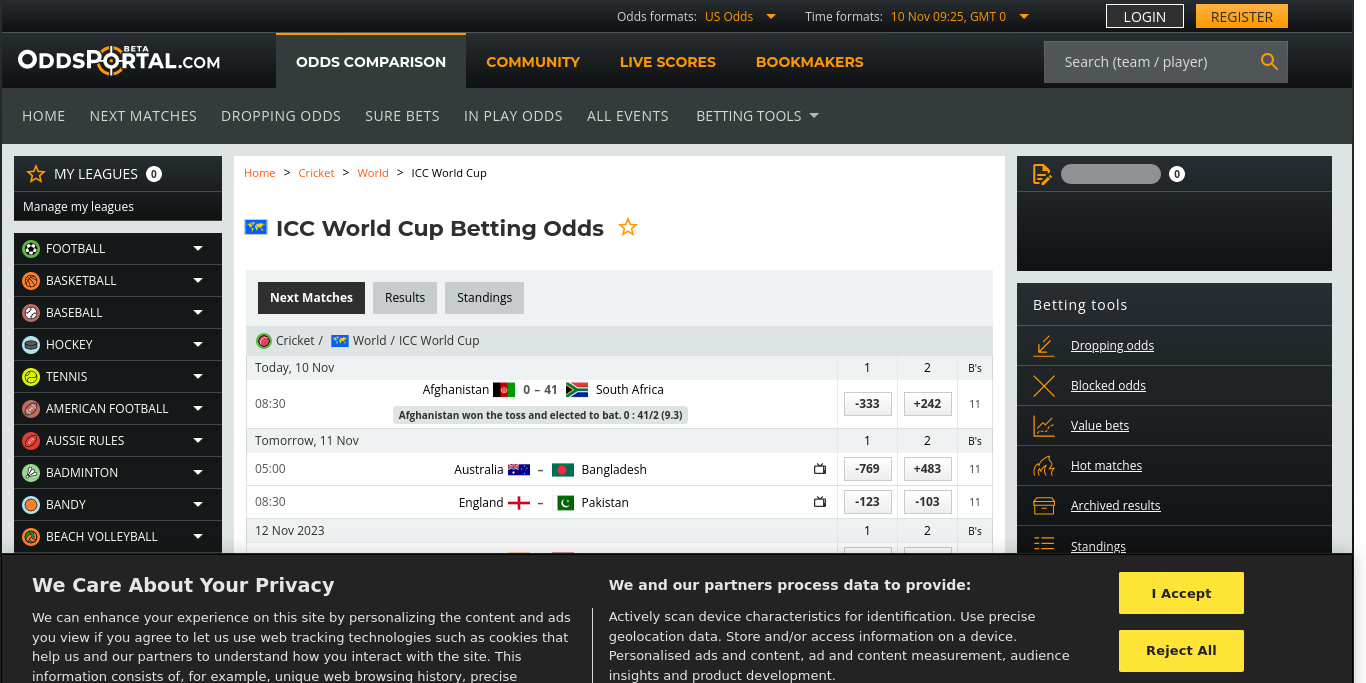 Odds formats: US Odds
Time formats: 10 Nov 09:25, GMT 0
LOGIN
REGISTER
ODDSPORTAL.COM
BETA
ODDS COMPARISON
COMMUNITY
LIVE SCORES
BOOKMAKERS
Search (team / player)
HOME
NEXT MATCHES
DROPPING ODDS
SURE BETS
IN PLAY ODDS
ALL EVENTS
BETTING TOOLS
MY LEAGUES 0
Manage my leagues
FOOTBALL
BASKETBALL
BASEBALL
HOCKEY
TENNIS
AMERICAN FOOTBALL
AUSSIE RULES
BADMINTON
BANDY
BEACH VOLLEYBALL
Home > Cricket > World > ICC World Cup
ICC World Cup Betting Odds
Next Matches
Results
Standings
Cricket / World / ICC World Cup
Today, 10 Nov 1 2 B's
08:30 Afghanistan 0 – 41 South Africa -333 +242 11
Afghanistan won the toss and elected to bat. 0 : 41/2 (9.3)
Tomorrow, 11 Nov 1 2 B's
05:00 Australia – Bangladesh -769 +483 11
08:30 England – Pakistan -123 -103 11
12 Nov 2023 1 2 B's
0
Betting tools
Dropping odds
Blocked odds
Value bets
Hot matches
Archived results
Standings
We Care About Your Privacy
We can enhance your experience on this site by personalizing the content and ads
you view if you agree to let us use web tracking technologies such as cookies that
help us and our partners to understand how you interact with the site. This
information consists of, for example, unique web browsing history, precise
We and our partners process data to provide:
Actively scan device characteristics for identification. Use precise
geolocation data. Store and/or access information on a device.
Personalised ads and content, ad and content measurement, audience
insights and product development.
I Accept
Reject All